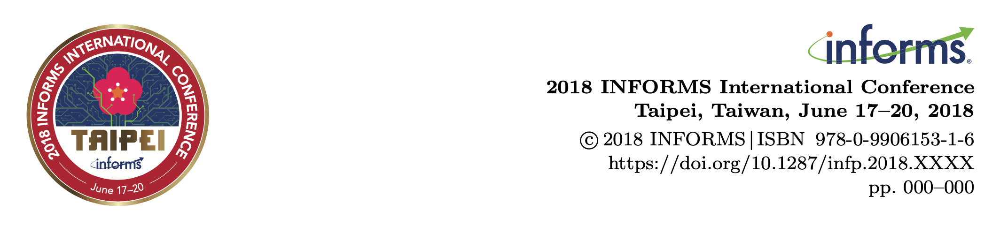 2018 INFORMS INTERNATIONAL CONFERENCE
TAIPEI
informs
June 17–20
informs®
2018 INFORMS International Conference
Taipei, Taiwan, June 17–20, 2018
© 2018 INFORMS | ISBN 978-0-9906153-1-6
https://doi.org/10.1287/infp.2018.XXXX
pp. 000–000